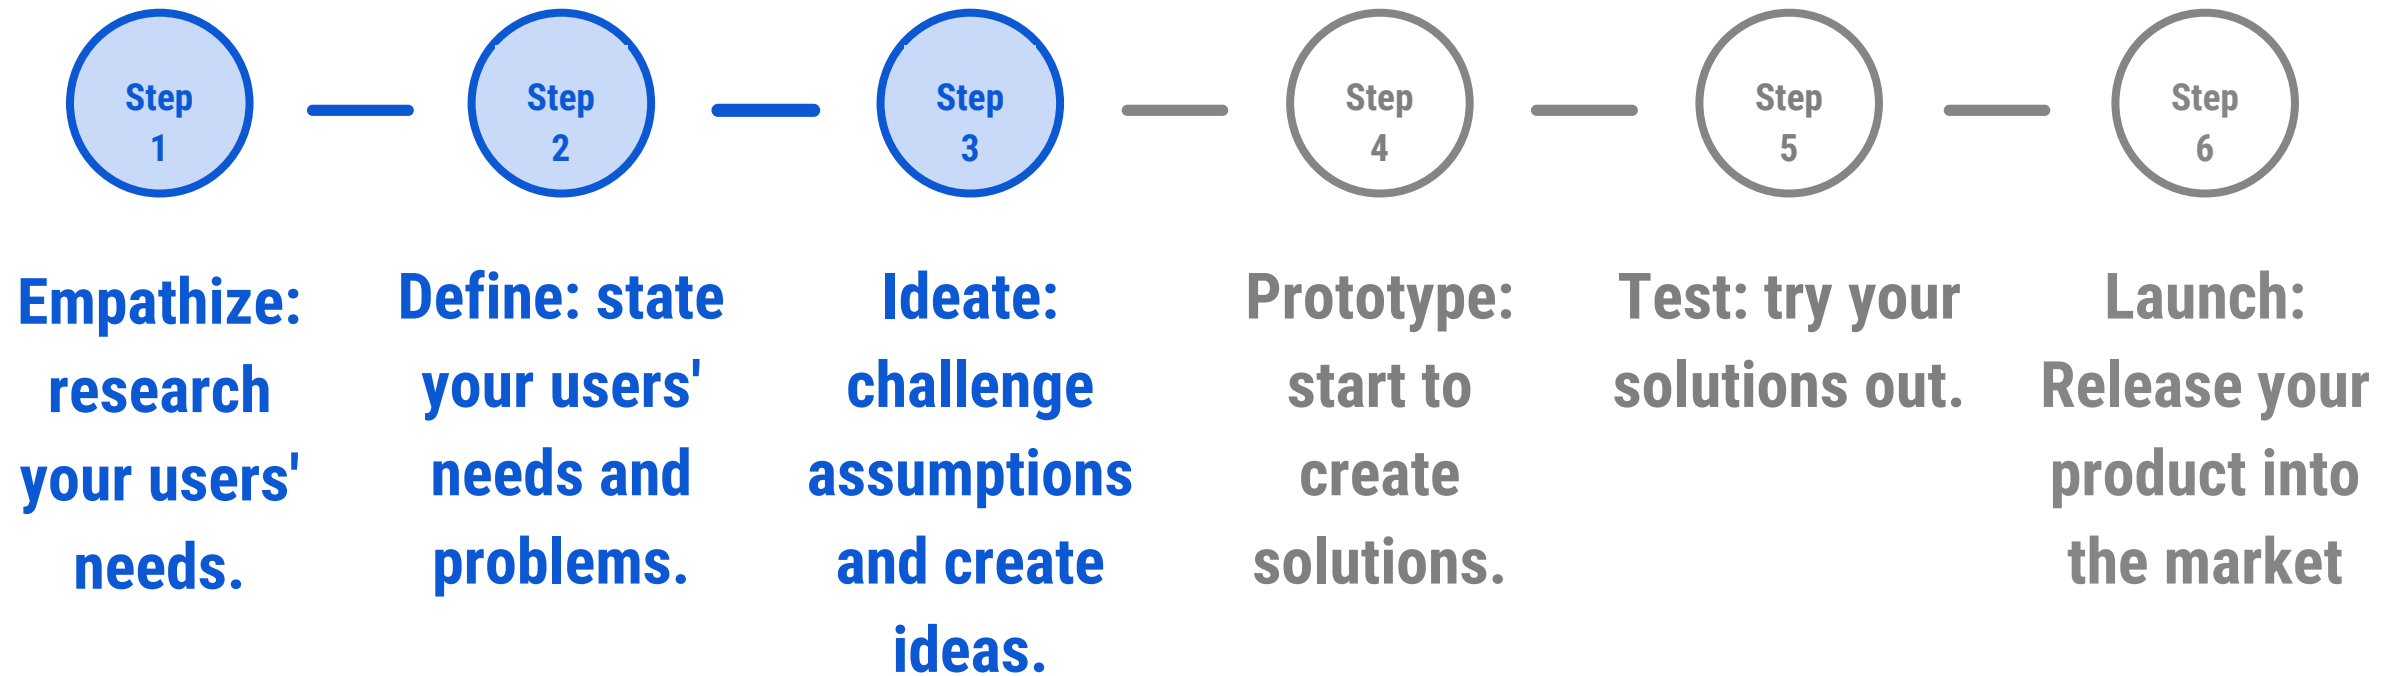 Step
1
Step
2
Step
3
Step
4
Step
5
Step
6
Empathize:
research
your users'
needs.
Define: state
your users'
needs and
problems.
Ideate:
challenge
assumptions
and create
ideas.
Prototype:
start to
create
solutions.
Test: try your
solutions out.
Launch:
Release your
product into
the market